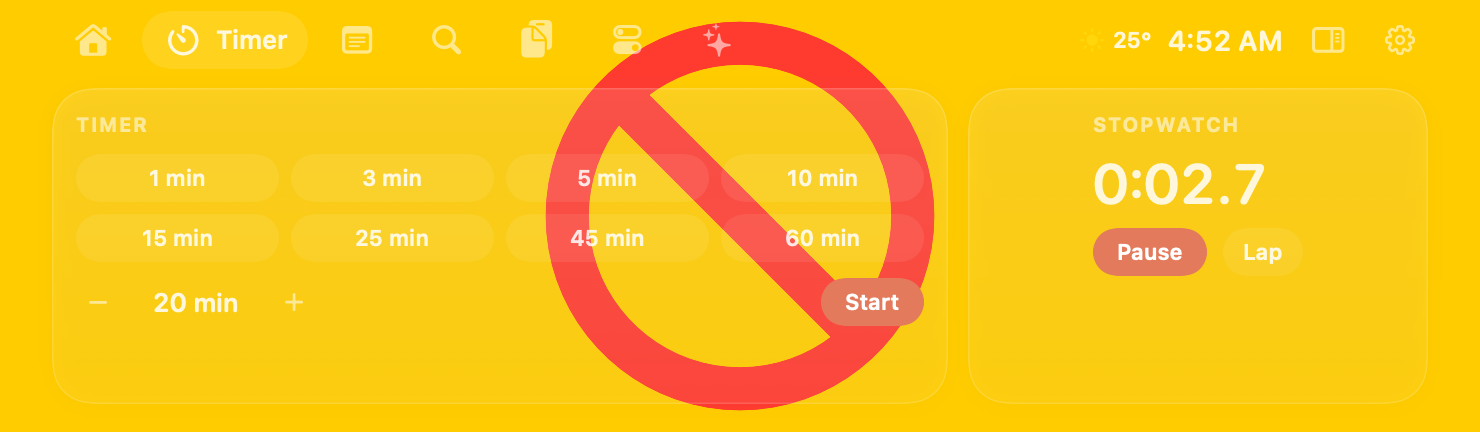 Timer
25° 4:52 AM
TIMER
1 min 3 min 5 min 10 min
15 min 25 min 45 min 60 min
− 20 min + Start
STOPWATCH
0:02.7
Pause Lap